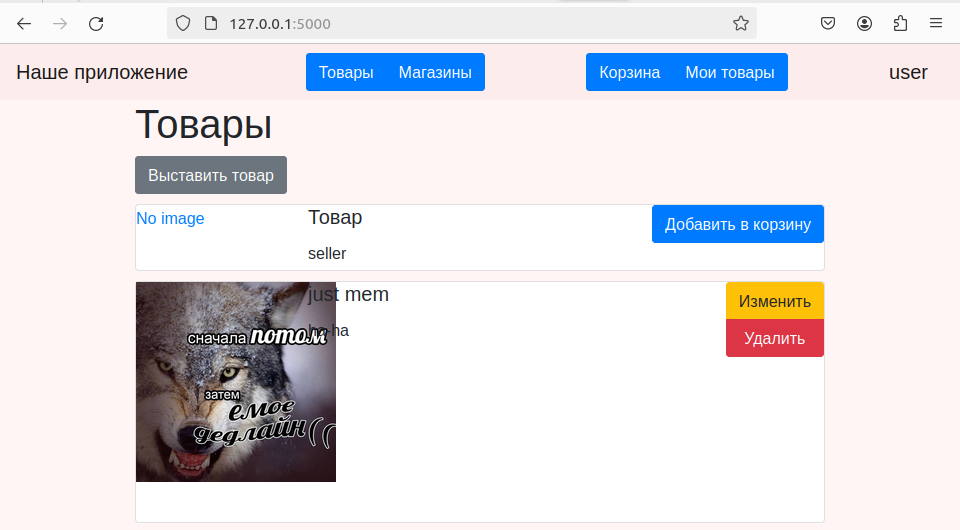 127.0.0.1:5000
Наше приложение
Товары
Магазины
Корзина
Мои товары
user
Товары
Выставить товар
No image
Товар
Добавить в корзину
seller
just mem
Изменить
ha-ha
Удалить
сначала потом
затем
емое
дедлайн((